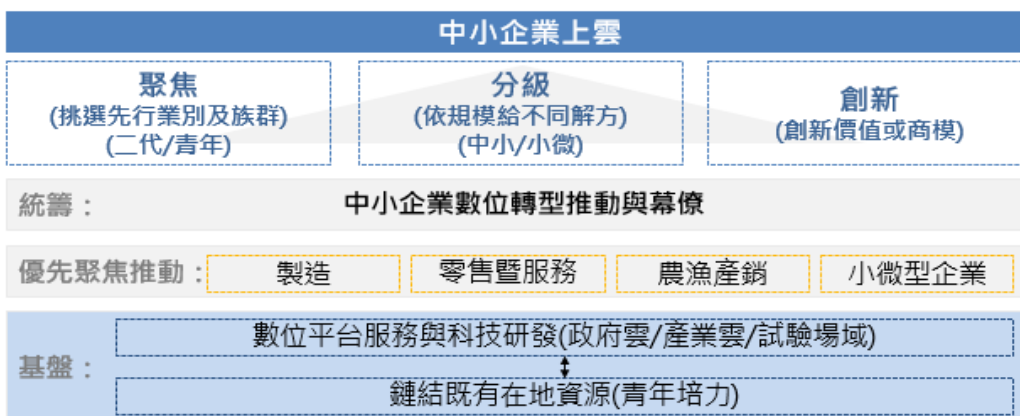 中小企業上雲
聚焦
(挑選先行業別及族群)
(二代/青年)
分級
(依規模給不同解方)
(中小/小微)
創新
(創新價值或商模)
統籌：
中小企業數位轉型推動與幕僚
優先聚焦推動：
製造
零售暨服務
農漁產銷
小微型企業
基盤：
數位平台服務與科技研發(政府雲/產業雲/試驗場域)
鏈結既有在地資源(青年培力)